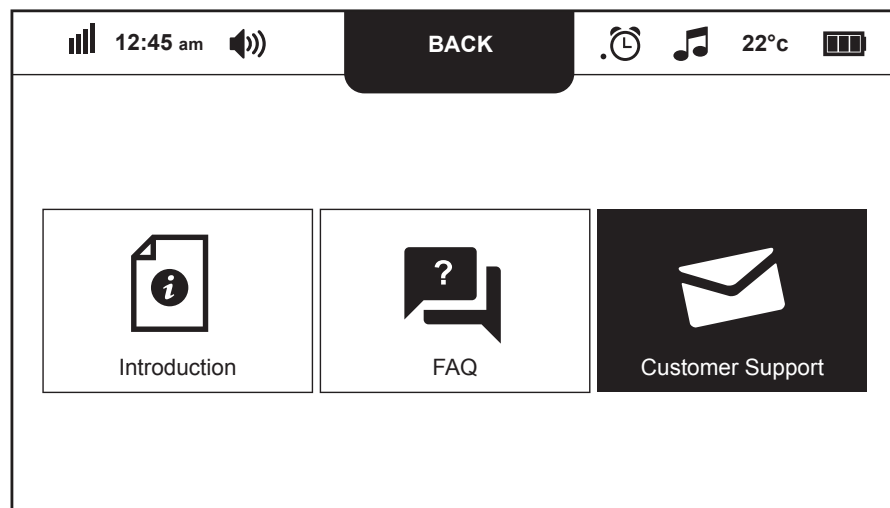 12:45 am
BACK
22°c
i
Introduction
?
FAQ
Customer Support